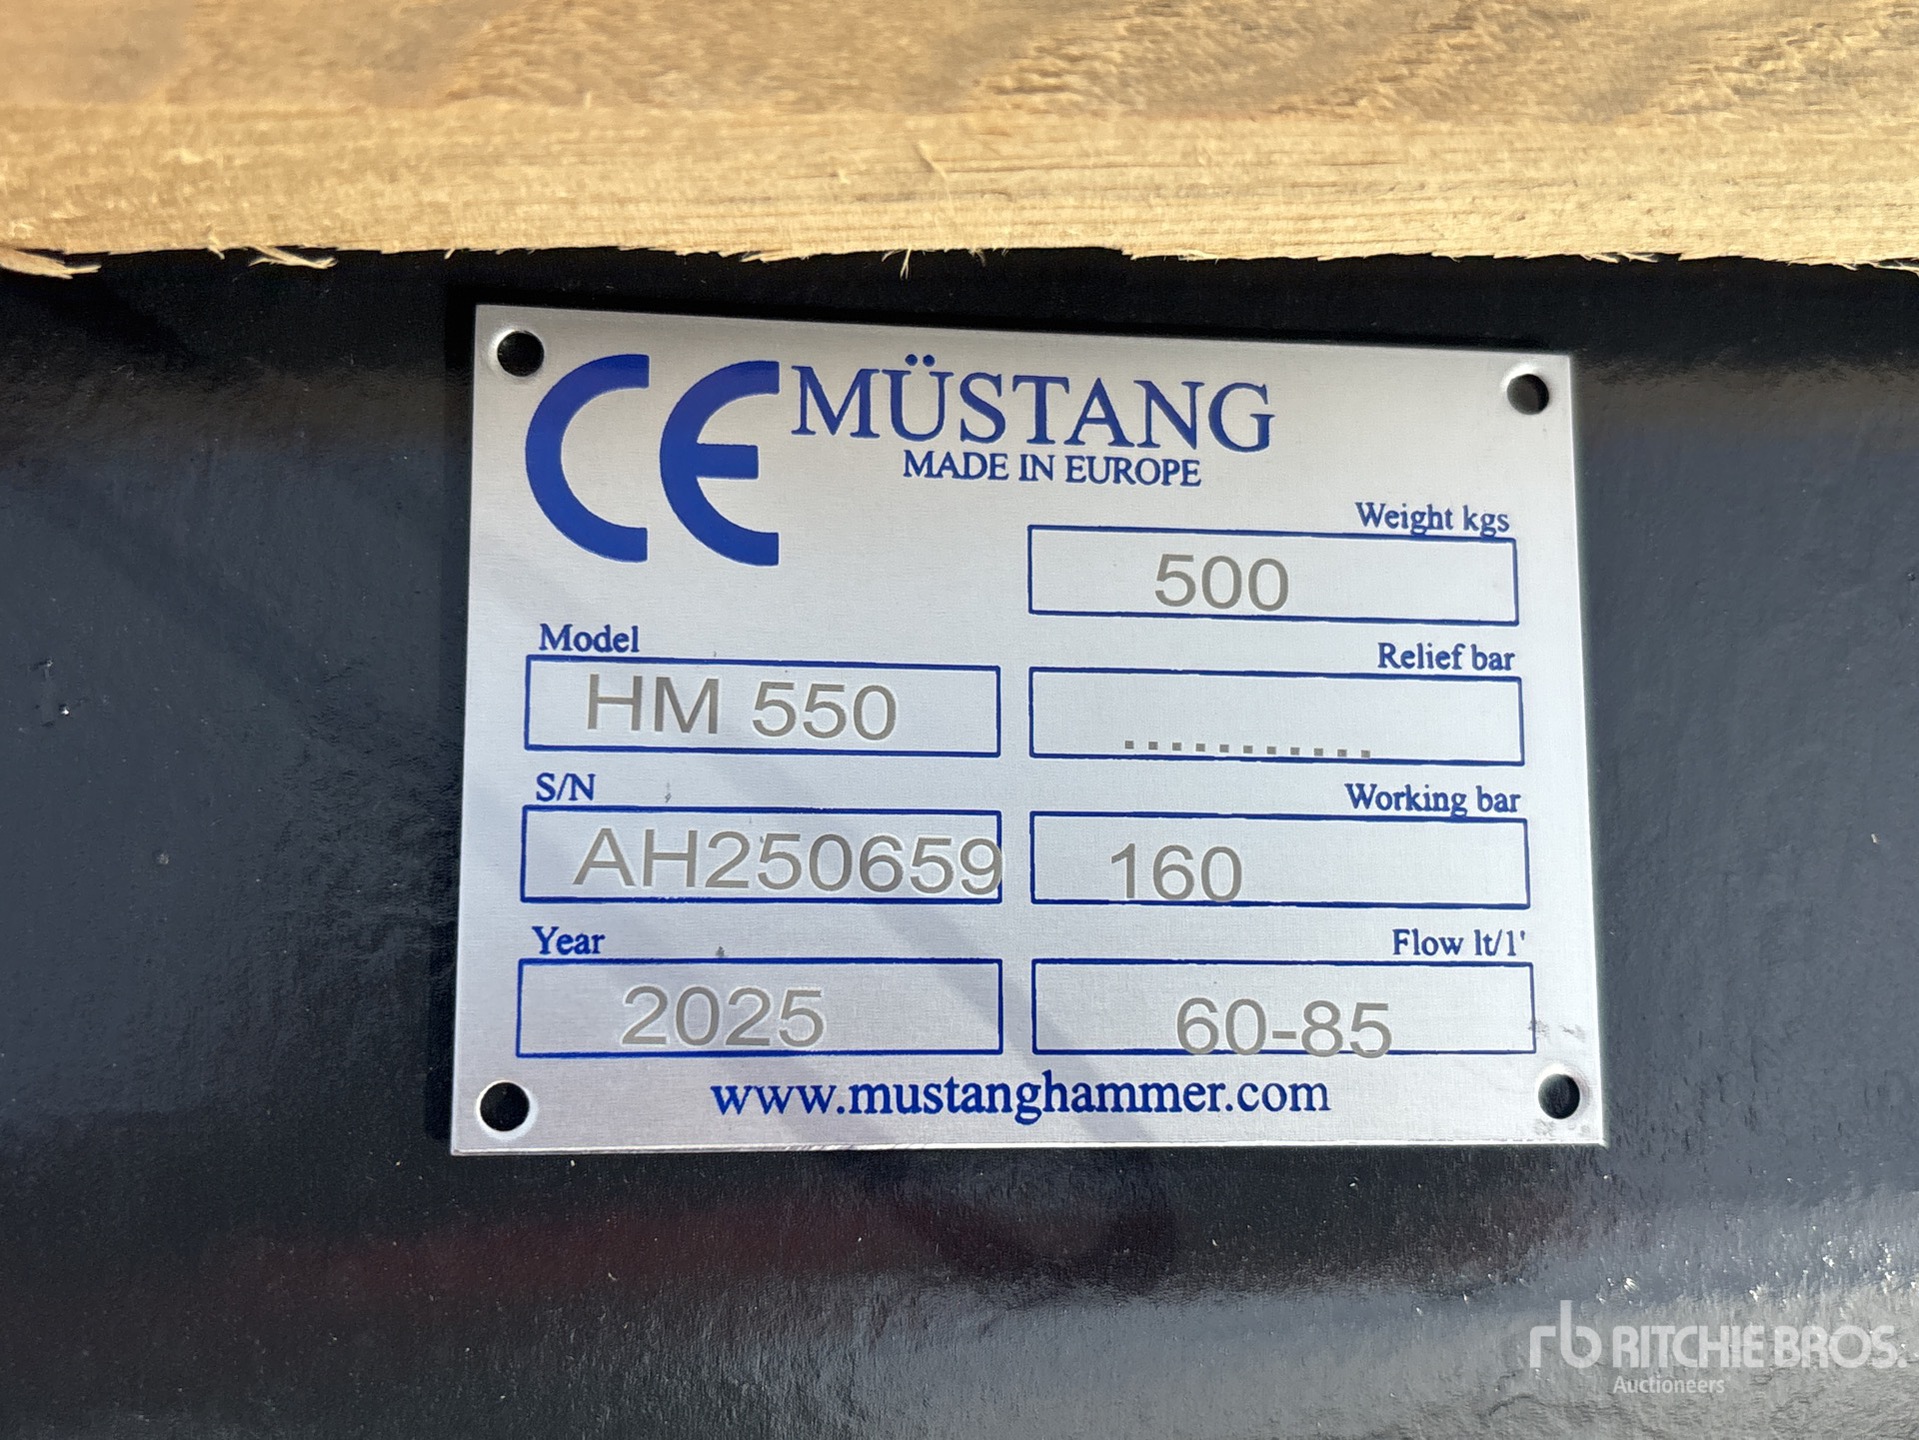 CE MÜSTANG
MADE IN EUROPE
Weight kgs
500
Model
HM 550
Relief bar
...........
S/N
AH250659
Working bar
160
Year
2025
Flow lt/1'
60-85
www.mustanghammer.com
rb RITCHIE BROS.
Auctioneers